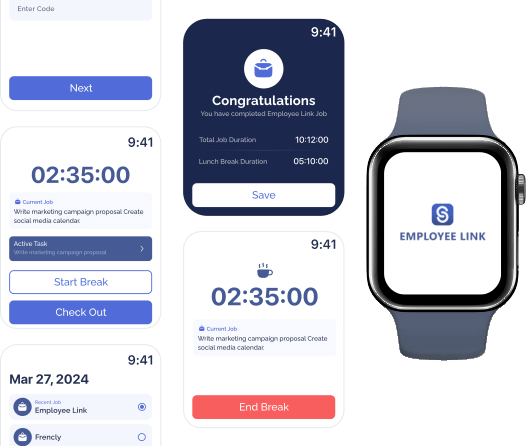 Enter Code
Next
9:41
02:35:00
Current Job
Write marketing campaign proposal Create
social media calendar.
Active Task
Write marketing campaign proposal
Start Break
Check Out
9:41
Mar 27, 2024
Recent Job
Employee Link
Frencly
9:41
Congratulations
You have completed Employee Link Job
Total Job Duration 10:12:00
Lunch Break Duration 05:10:00
Save
9:41
02:35:00
Current Job
Write marketing campaign proposal Create
social media calendar.
End Break
EMPLOYEE LINK